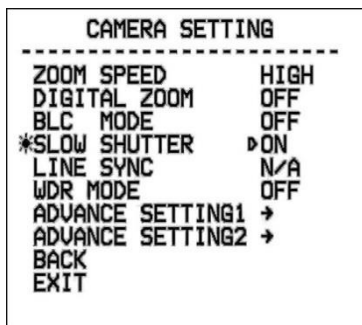 CAMERA SETTING
ZOOM SPEED HIGH
DIGITAL ZOOM OFF
BLC MODE OFF
☀SLOW SHUTTER ▷ON
LINE SYNC N/A
WDR MODE OFF
ADVANCE SETTING1 →
ADVANCE SETTING2 →
BACK
EXIT